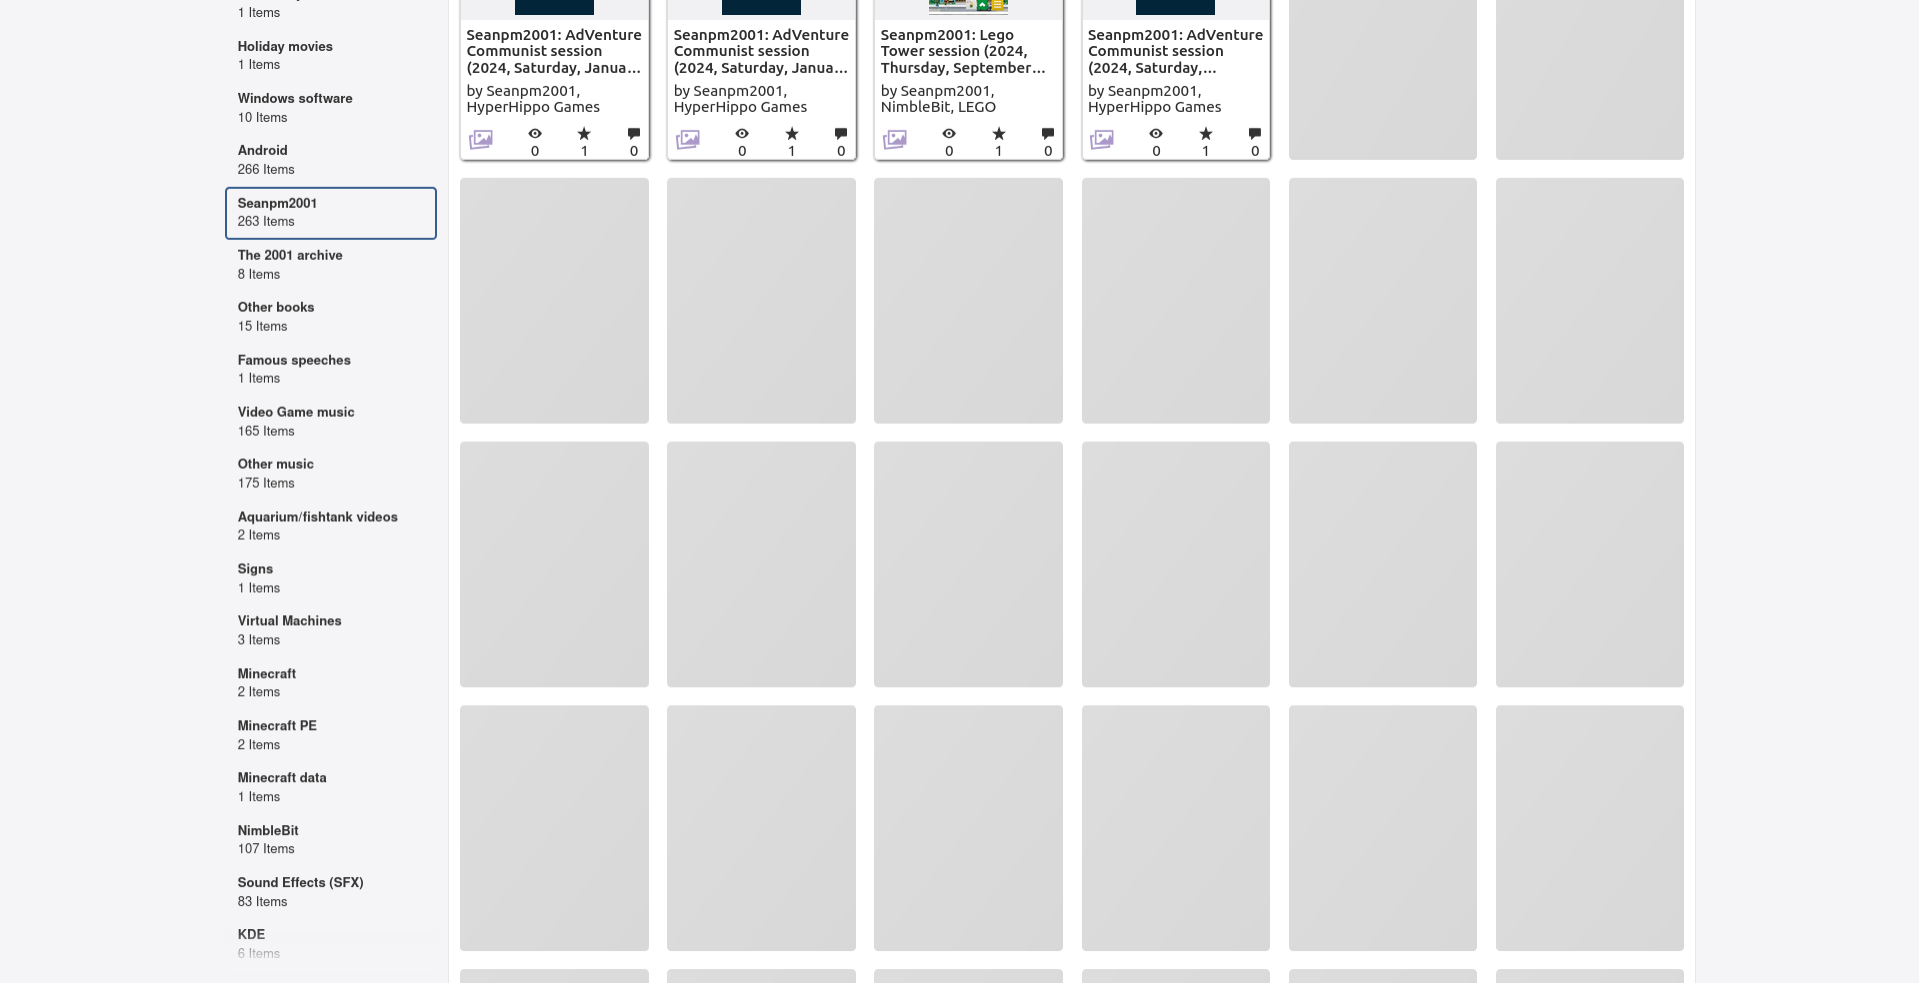 1 Items
Holiday movies
1 Items
Windows software
10 Items
Android
266 Items
Seanpm2001
263 Items
The 2001 archive
8 Items
Other books
15 Items
Famous speeches
1 Items
Video Game music
165 Items
Other music
175 Items
Aquarium/fishtank videos
2 Items
Signs
1 Items
Virtual Machines
3 Items
Minecraft
2 Items
Minecraft PE
2 Items
Minecraft data
1 Items
NimbleBit
107 Items
Sound Effects (SFX)
83 Items
KDE
6 Items
Seanpm2001: AdVenture
Communist session
(2024, Saturday, Janua...
by Seanpm2001,
HyperHippo Games
0 1 0
Seanpm2001: AdVenture
Communist session
(2024, Saturday, Janua...
by Seanpm2001,
HyperHippo Games
0 1 0
Seanpm2001: Lego
Tower session (2024,
Thursday, September...
by Seanpm2001,
NimbleBit, LEGO
0 1 0
Seanpm2001: AdVenture
Communist session
(2024, Saturday,...
by Seanpm2001,
HyperHippo Games
0 1 0